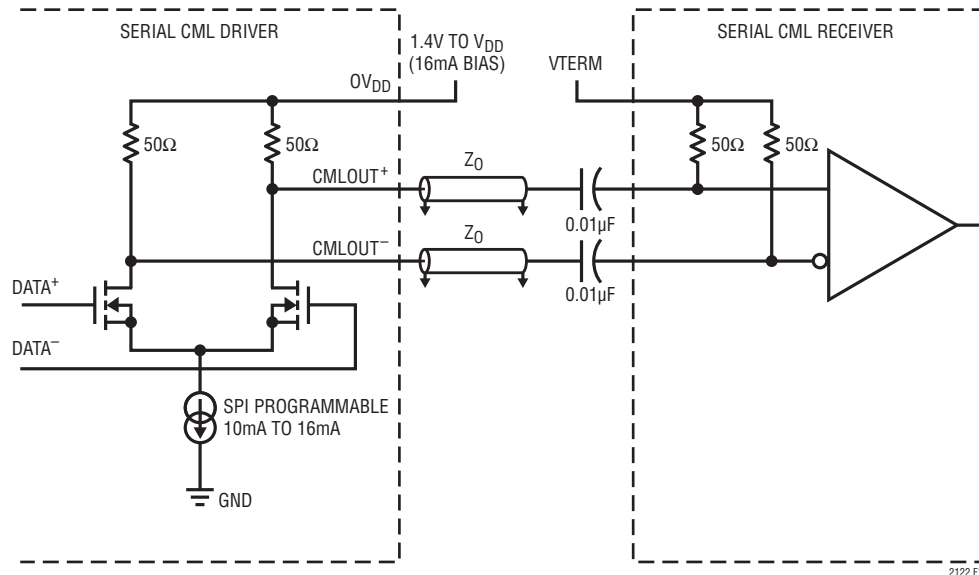 SERIAL CML DRIVER
1.4V TO VDD
(16mA BIAS)
SERIAL CML RECEIVER
OVDD
VTERM
50Ω
50Ω
50Ω
50Ω
CMLOUT+
Z0
0.01µF
CMLOUT−
Z0
0.01µF
DATA+
DATA−
SPI PROGRAMMABLE
10mA TO 16mA
GND